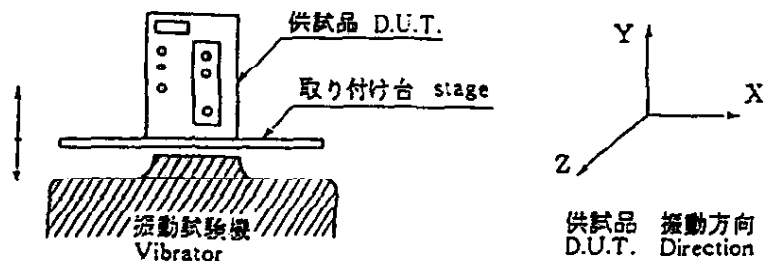 供試品 D.U.T.
取り付け台 stage
振動試験機
Vibrator
Y
X
Z
供試品 振動方向
D.U.T. Direction